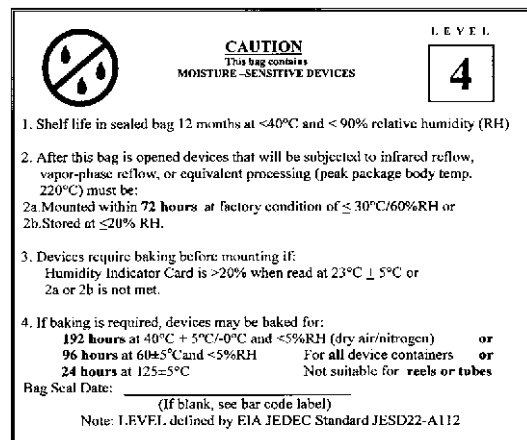 LEVEL
4
CAUTION
This bag contains
MOISTURE –SENSITIVE DEVICES
1. Shelf life in sealed bag 12 months at <40°C and < 90% relative humidity (RH)
2. After this bag is opened devices that will be subjected to infrared reflow,
vapor-phase reflow, or equivalent processing (peak package body temp.
220°C) must be:
2a.Mounted within 72 hours at factory condition of ≤ 30°C/60%RH or
2b.Stored at ≤20% RH.
3. Devices require baking before mounting if:
Humidity Indicator Card is >20% when read at 23°C ± 5°C or
2a or 2b is not met.
4. If baking is required, devices may be baked for:
192 hours at 40°C + 5°C/-0°C and <5%RH (dry air/nitrogen) or
96 hours at 60±5°Cand <5%RH For all device containers or
24 hours at 125±5°C Not suitable for reels or tubes
Bag Seal Date:
(If blank, see bar code label)
Note: LEVEL defined by EIA JEDEC Standard JESD22-A112